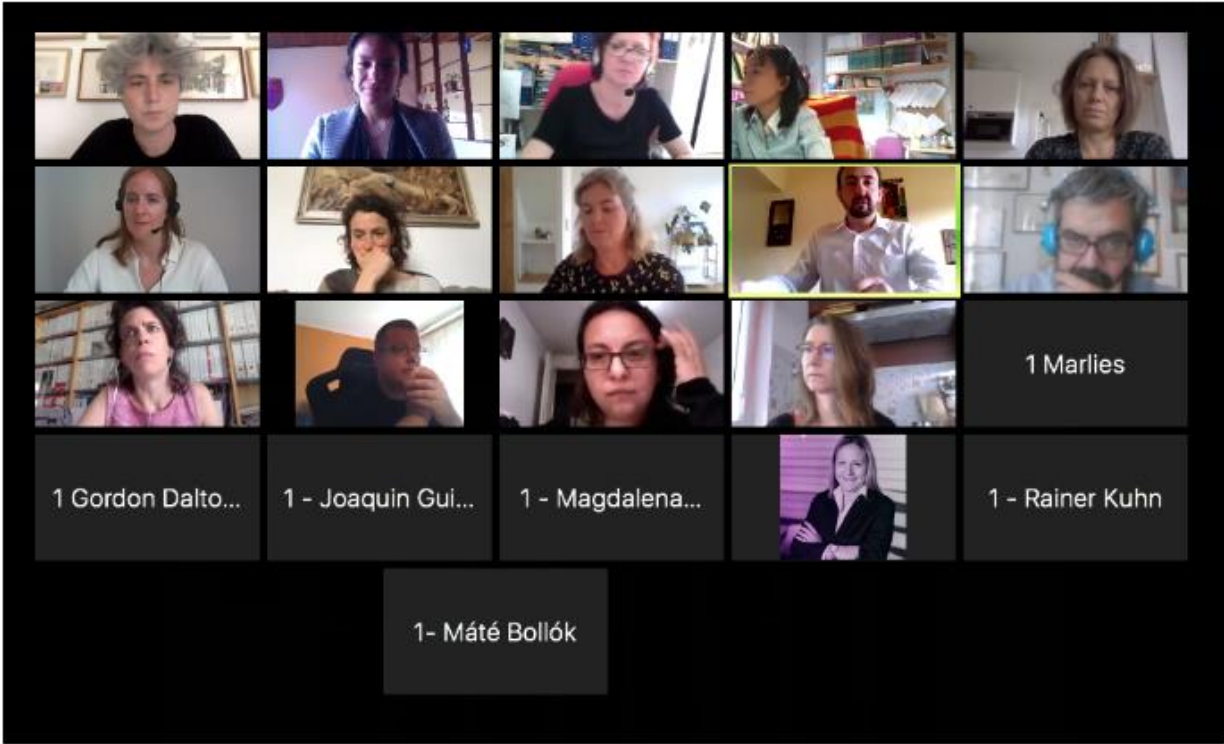 1 Marlies
1 Gordon Dalto...
1 - Joaquin Gui...
1 - Magdalena...
1 - Rainer Kuhn
1- Máté Bollók